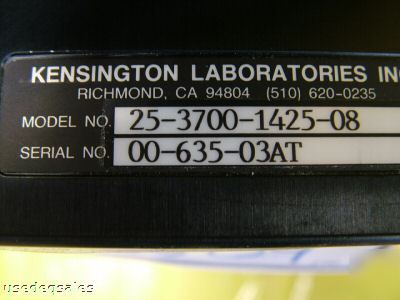 KENSINGTON LABORATORIES INC
RICHMOND, CA 94804 (510) 620-0235
MODEL NO. 25-3700-1425-08
SERIAL NO. 00-635-03AT
usedeqsales